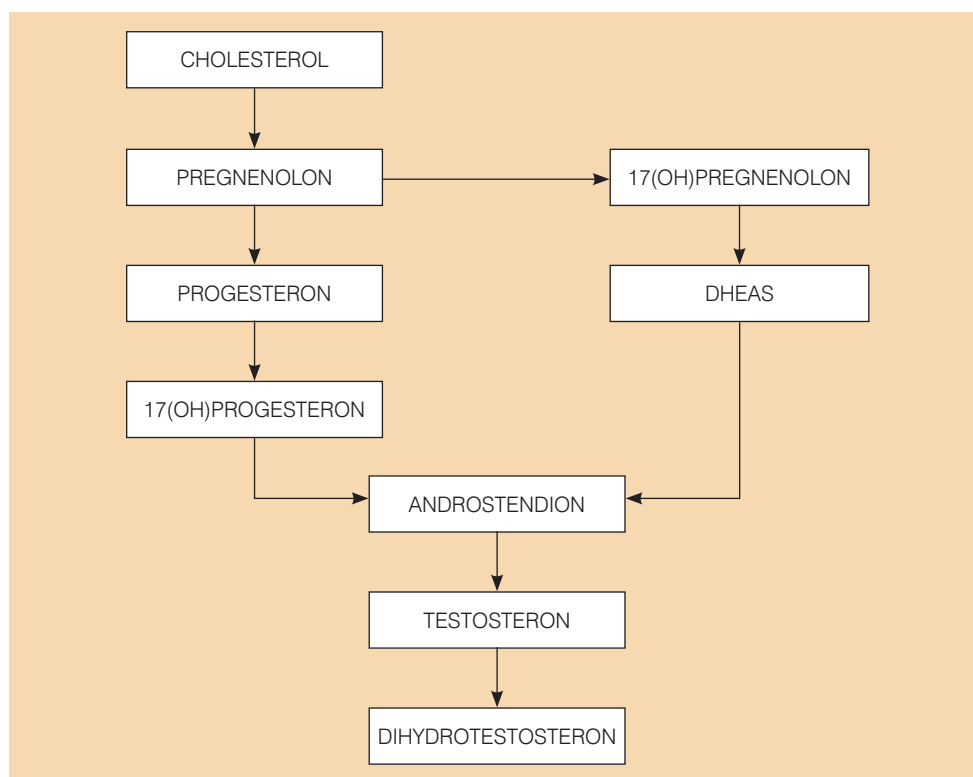 CHOLESTEROL
PREGNENOLON
17(OH)PREGNENOLON
PROGESTERON
DHEAS
17(OH)PROGESTERON
ANDROSTENDION
TESTOSTERON
DIHYDROTESTOSTERON